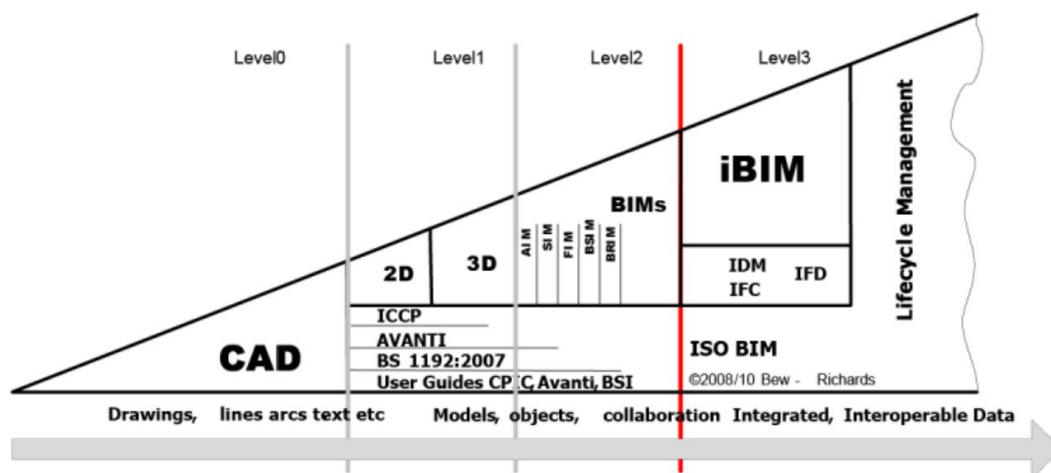 Level0 Level1 Level2 Level3
iBIM
BIMs
Lifecycle Management
2D 3D
AIM
SIM
FIM
BSIM
BRIM
IDM IFD
IFC
ICCP
AVANTI
CAD
BS 1192:2007
User Guides CPIC, Avanti, BSI
ISO BIM
©2008/10 Bew - Richards
Drawings, lines arcs text etc Models, objects, collaboration Integrated, Interoperable Data